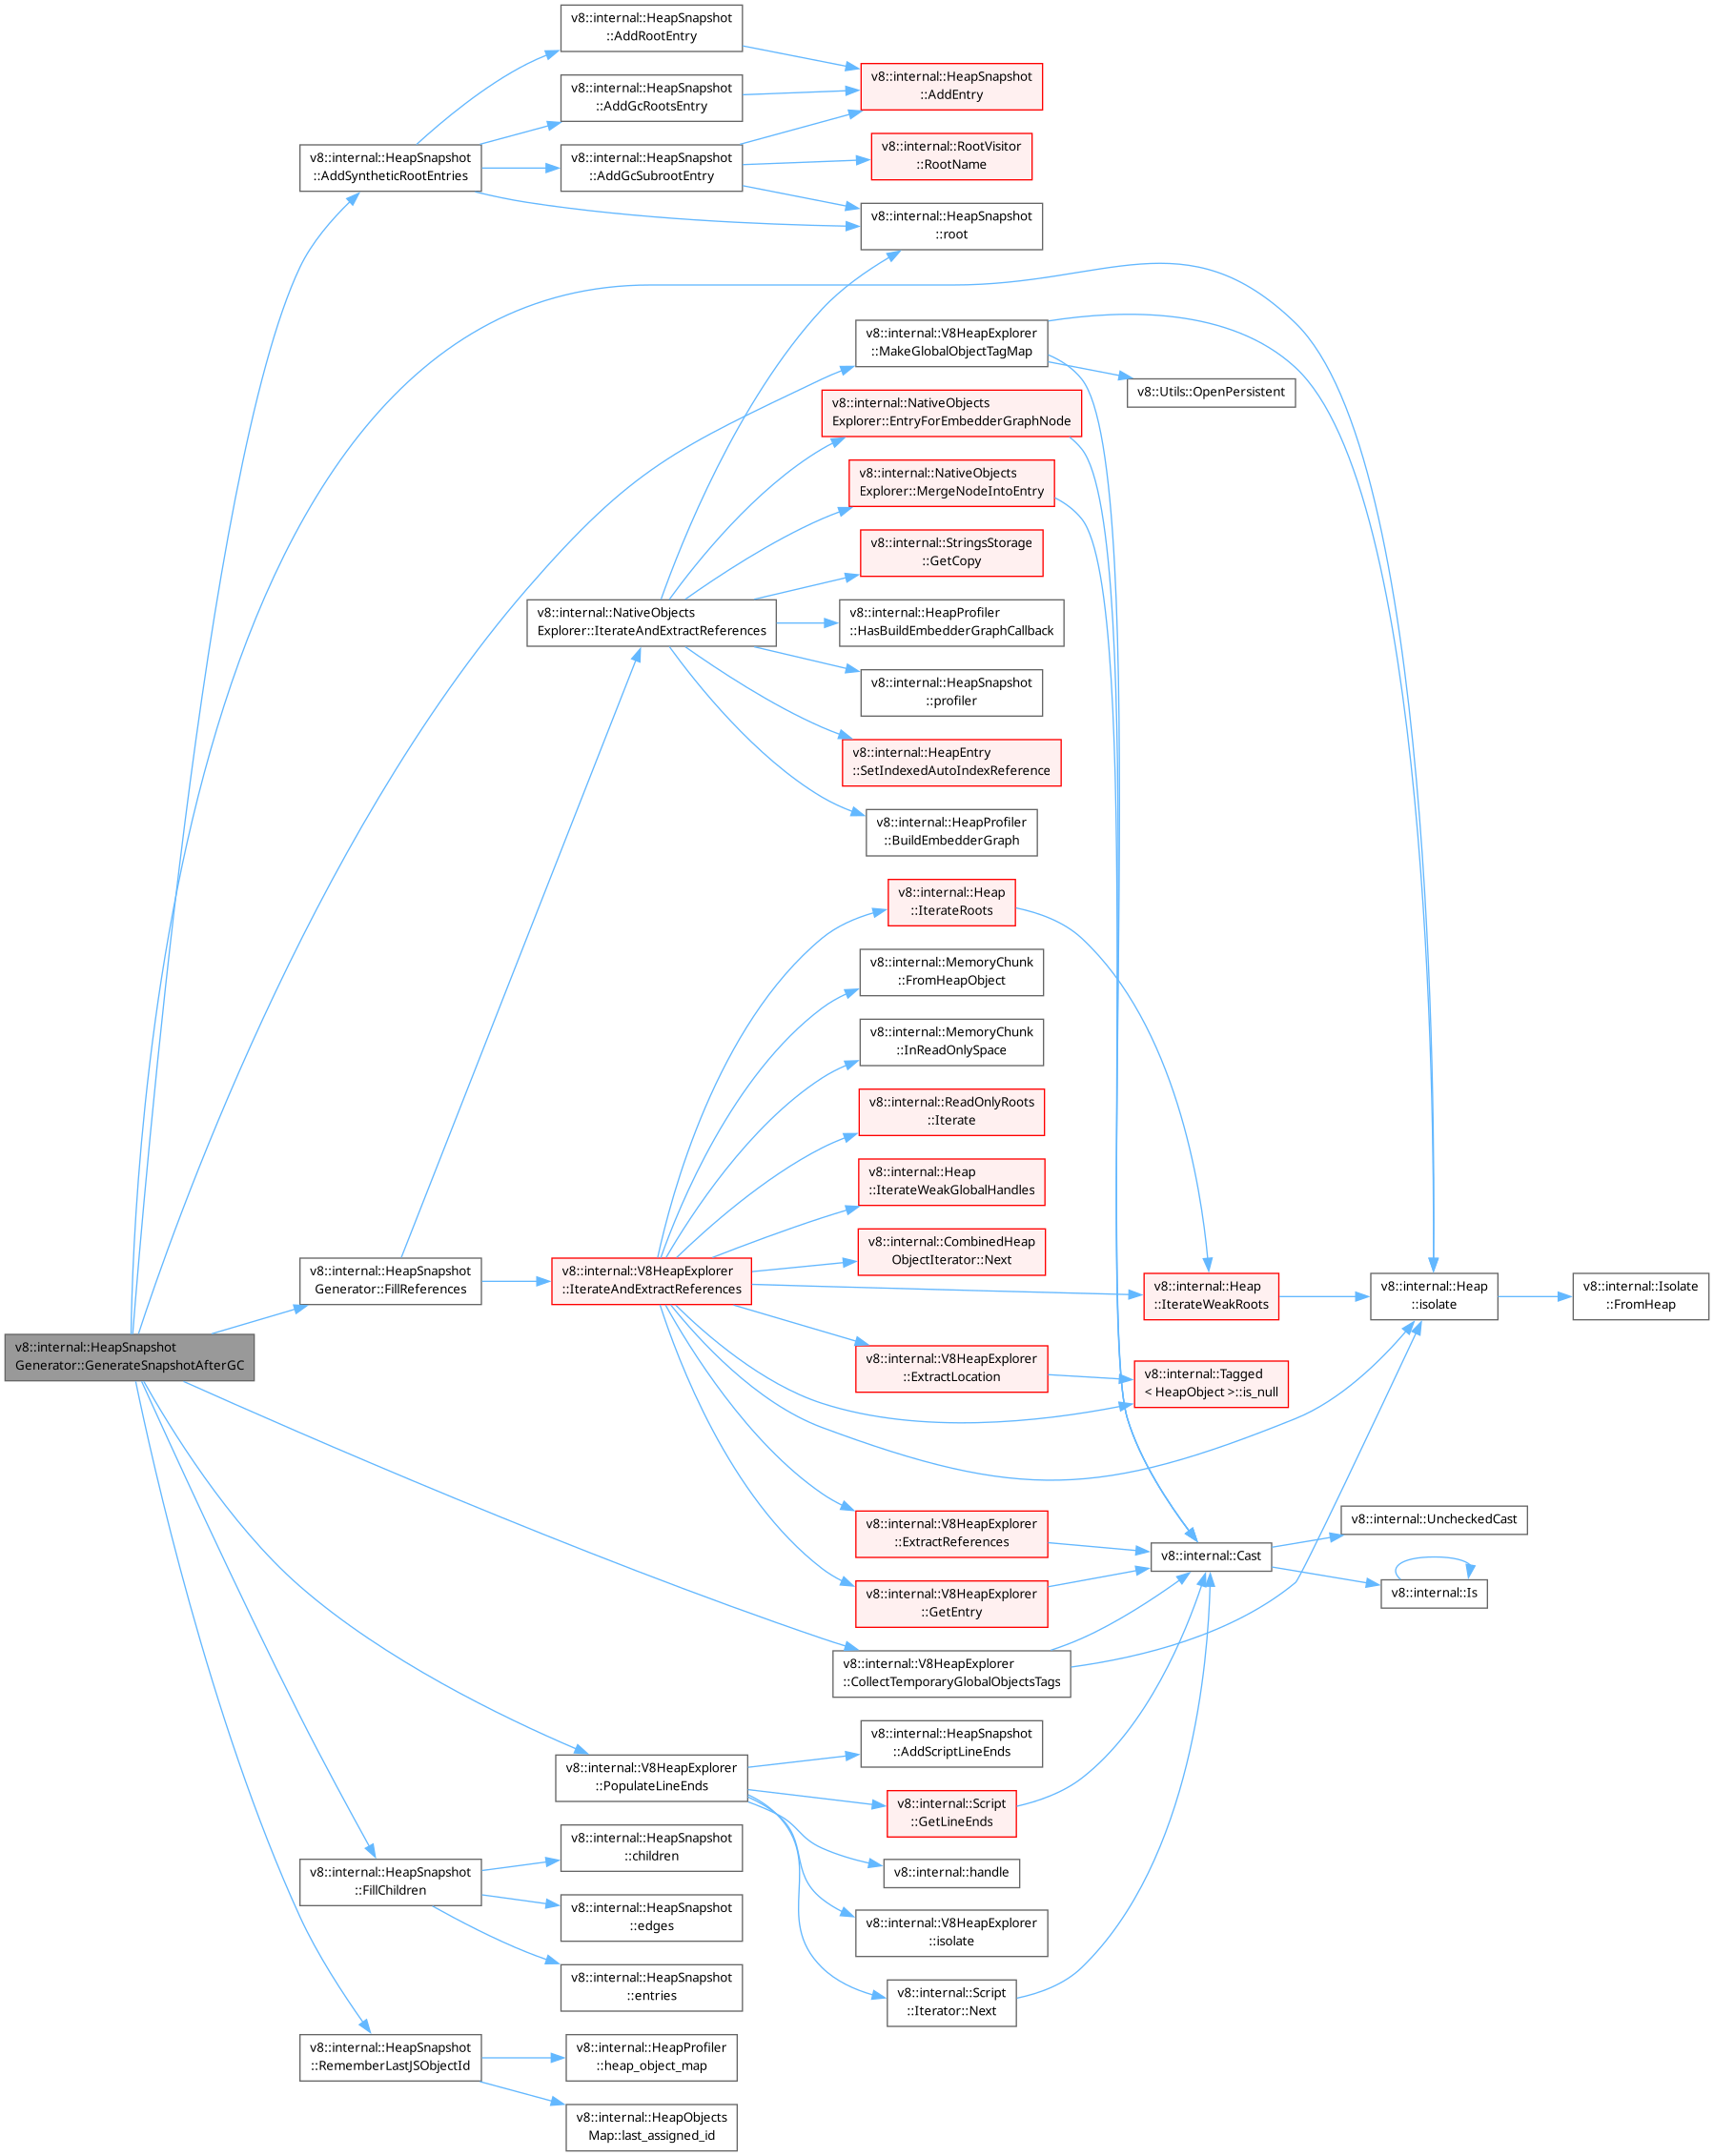 v8::internal::HeapSnapshot
::AddRootEntry
v8::internal::HeapSnapshot
::AddEntry
v8::internal::HeapSnapshot
::AddGcRootsEntry
v8::internal::RootVisitor
::RootName
v8::internal::HeapSnapshot
::AddSyntheticRootEntries
v8::internal::HeapSnapshot
::AddGcSubrootEntry
v8::internal::HeapSnapshot
::root
v8::internal::V8HeapExplorer
::MakeGlobalObjectTagMap
v8::Utils::OpenPersistent
v8::internal::NativeObjects
Explorer::EntryForEmbedderGraphNode
v8::internal::NativeObjects
Explorer::MergeNodeIntoEntry
v8::internal::StringsStorage
::GetCopy
v8::internal::NativeObjects
Explorer::IterateAndExtractReferences
v8::internal::HeapProfiler
::HasBuildEmbedderGraphCallback
v8::internal::HeapSnapshot
::profiler
v8::internal::HeapEntry
::SetIndexedAutoIndexReference
v8::internal::HeapProfiler
::BuildEmbedderGraph
v8::internal::Heap
::IterateRoots
v8::internal::MemoryChunk
::FromHeapObject
v8::internal::MemoryChunk
::InReadOnlySpace
v8::internal::ReadOnlyRoots
::Iterate
v8::internal::Heap
::IterateWeakGlobalHandles
v8::internal::CombinedHeap
ObjectIterator::Next
v8::internal::HeapSnapshot
Generator::FillReferences
v8::internal::V8HeapExplorer
::IterateAndExtractReferences
v8::internal::Heap
::IterateWeakRoots
v8::internal::Heap
::isolate
v8::internal::Isolate
::FromHeap
v8::internal::HeapSnapshot
Generator::GenerateSnapshotAfterGC
v8::internal::V8HeapExplorer
::ExtractLocation
v8::internal::Tagged
< HeapObject >::is_null
v8::internal::V8HeapExplorer
::ExtractReferences
v8::internal::UncheckedCast
v8::internal::Cast
v8::internal::V8HeapExplorer
::GetEntry
v8::internal::Is
v8::internal::V8HeapExplorer
::CollectTemporaryGlobalObjectsTags
v8::internal::HeapSnapshot
::AddScriptLineEnds
v8::internal::V8HeapExplorer
::PopulateLineEnds
v8::internal::Script
::GetLineEnds
v8::internal::HeapSnapshot
::children
v8::internal::handle
v8::internal::HeapSnapshot
::FillChildren
v8::internal::HeapSnapshot
::edges
v8::internal::V8HeapExplorer
::isolate
v8::internal::HeapSnapshot
::entries
v8::internal::Script
::Iterator::Next
v8::internal::HeapSnapshot
::RememberLastJSObjectId
v8::internal::HeapProfiler
::heap_object_map
v8::internal::HeapObjects
Map::last_assigned_id